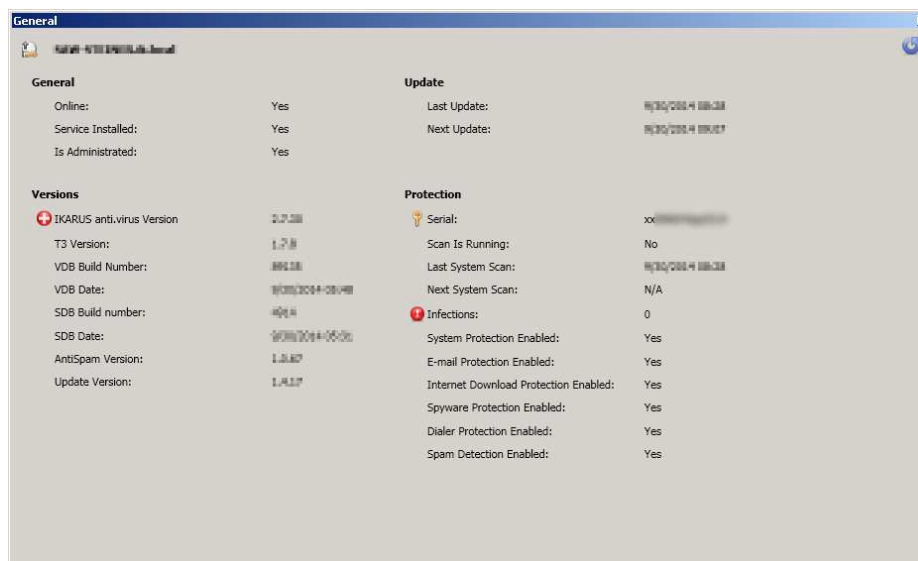 General
General
Online: Yes
Service Installed: Yes
Is Administrated: Yes
Update
Last Update:
Next Update:
Versions
IKARUS anti.virus Version
T3 Version:
VDB Build Number:
VDB Date:
SDB Build number:
SDB Date:
AntiSpam Version:
Update Version:
Protection
Serial: xx
Scan Is Running: No
Last System Scan:
Next System Scan: N/A
Infections: 0
System Protection Enabled: Yes
E-mail Protection Enabled: Yes
Internet Download Protection Enabled: Yes
Spyware Protection Enabled: Yes
Dialer Protection Enabled: Yes
Spam Detection Enabled: Yes